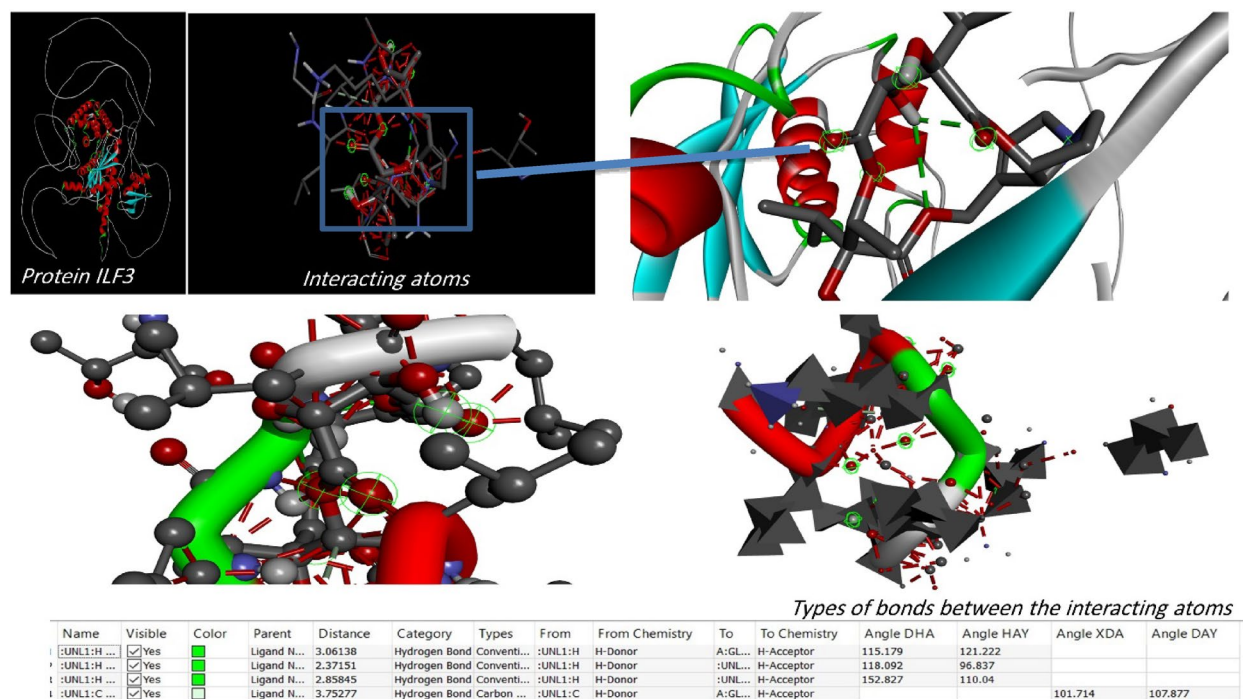 Protein ILF3
Interacting atoms
Types of bonds between the interacting atoms
Name Visible Color Parent Distance Category Types From From Chemistry To To Chemistry Angle DHA Angle HAY Angle XDA Angle DAY
:UNL1:H ... Yes Ligand N... 3.06138 Hydrogen Bond Conventi... :UNL1:H H-Donor A:GL... H-Acceptor 115.179 121.222
:UNL1:H ... Yes Ligand N... 2.37151 Hydrogen Bond Conventi... :UNL1:H H-Donor :UNL... H-Acceptor 118.092 96.837
:UNL1:H ... Yes Ligand N... 2.85845 Hydrogen Bond Conventi... :UNL1:H H-Donor :UNL... H-Acceptor 152.827 110.04
:UNL1:C ... Yes Ligand N... 3.75277 Hydrogen Bond Carbon ... :UNL1:C H-Donor A:GL... H-Acceptor 101.714 107.877